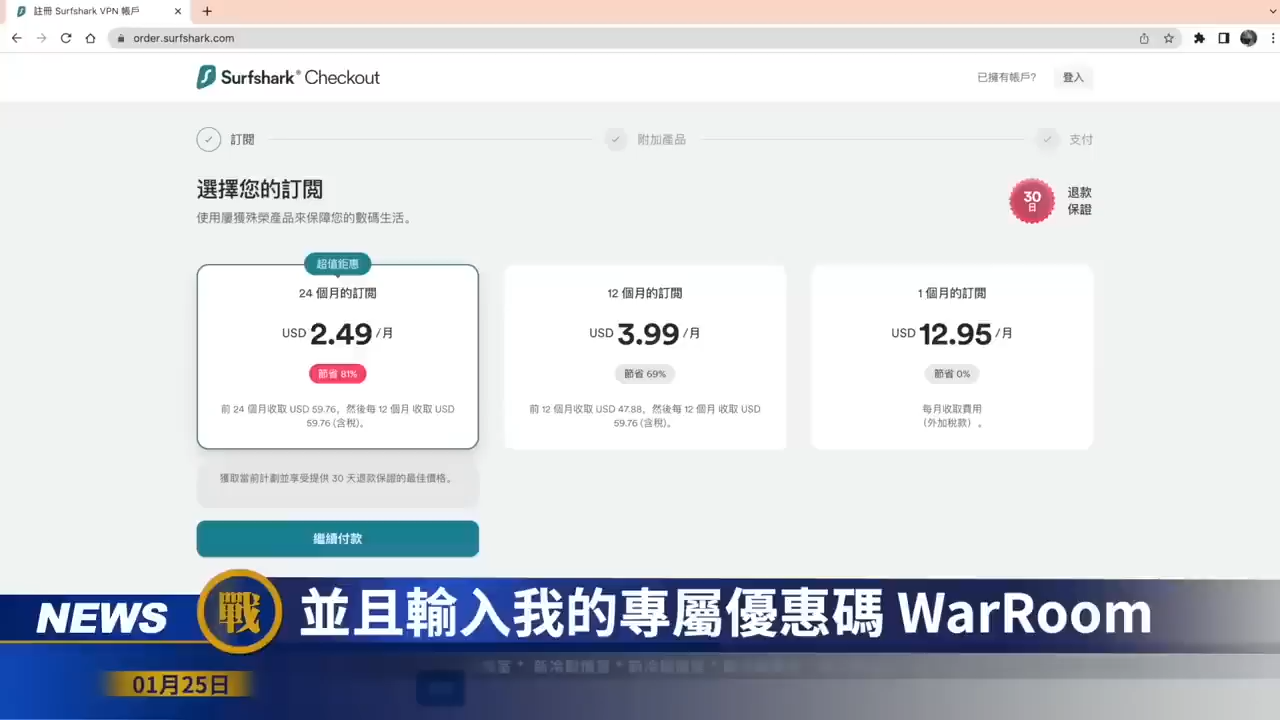 註冊 Surfshark VPN 帳戶
order.surfshark.com
Surfshark® Checkout
已擁有帳戶?
登入
訂閱
附加產品
支付
選擇您的訂閱
使用屢獲殊榮產品來保障您的數碼生活。
30
日
退款
保證
超值鉅惠
24 個月的訂閱
USD 2.49 /月
節省 81%
前 24 個月收取 USD 59.76，然後每 12 個月 收取 USD
59.76 (含稅)。
12 個月的訂閱
USD 3.99 /月
節省 69%
前 12 個月收取 USD 47.88，然後每 12 個月 收取 USD
59.76 (含稅)。
1 個月的訂閱
USD 12.95 /月
節省 0%
每月收取費用
（外加稅款）。
獲取當前計劃並享受提供 30 天退款保證的最佳價格。
繼續付款
NEWS
戰
並且輸入我的專屬優惠碼 WarRoom
01月25日